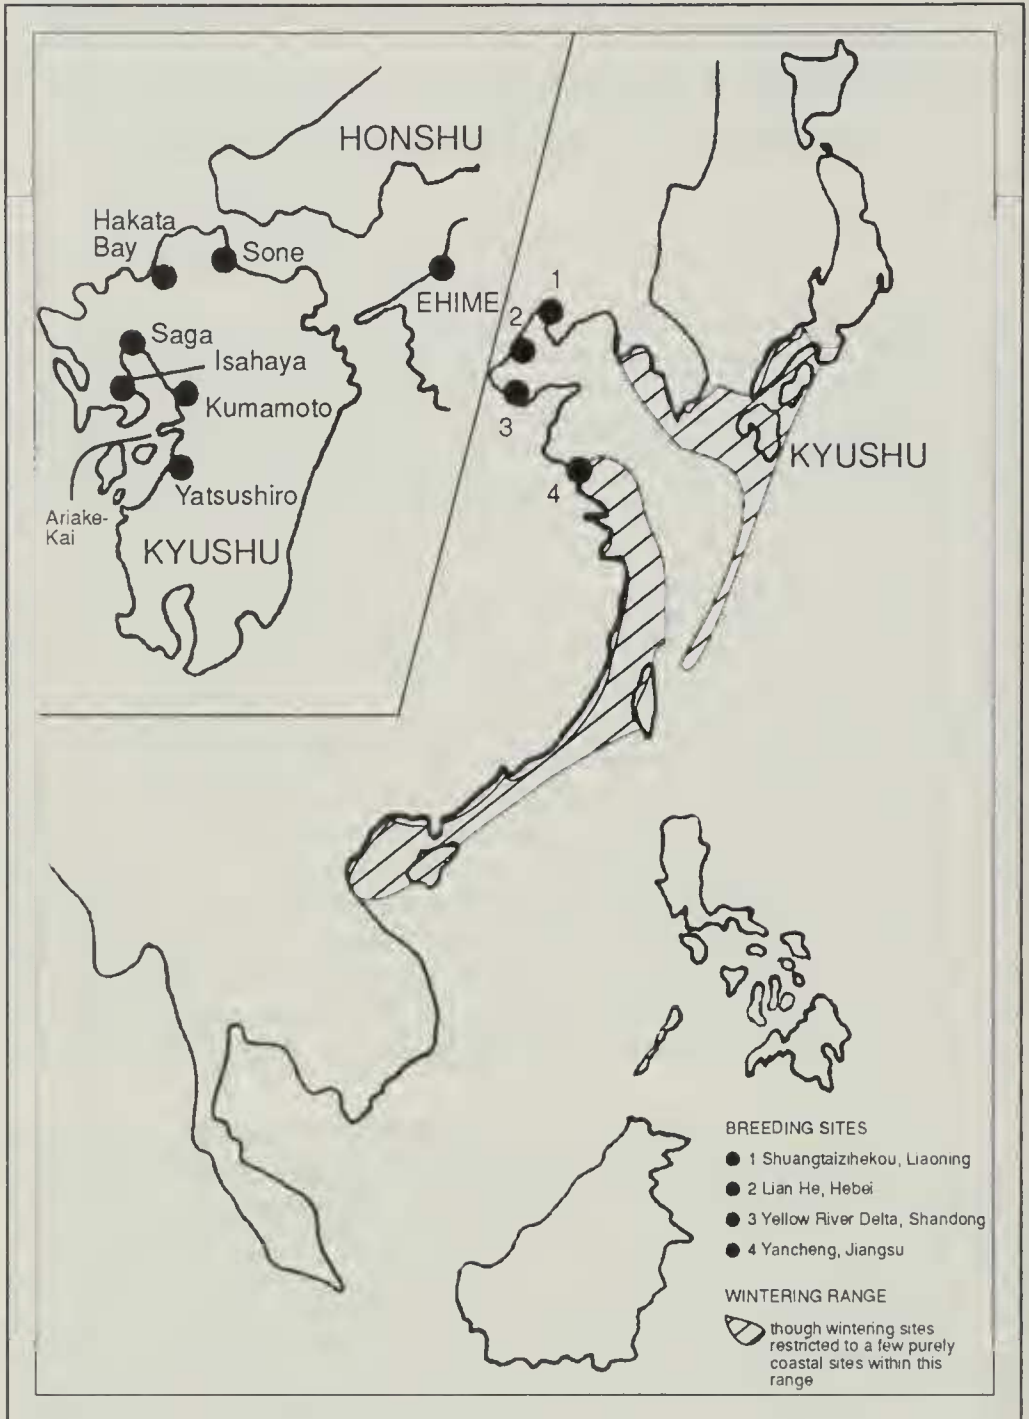 HONSHU
Hakata
Bay
Sone
EHIME
Saga
Isahaya
Kumamoto
Yatsushiro
Ariake-
Kai
KYUSHU
1
2
3
4
KYUSHU
BREEDING SITES
1 Shuangtaizihekou, Liaoning
2 Lian He, Hebei
3 Yellow River Delta, Shandong
4 Yancheng, Jiangsu
WINTERING RANGE
though wintering sites
restricted to a few purely
coastal sites within this
range